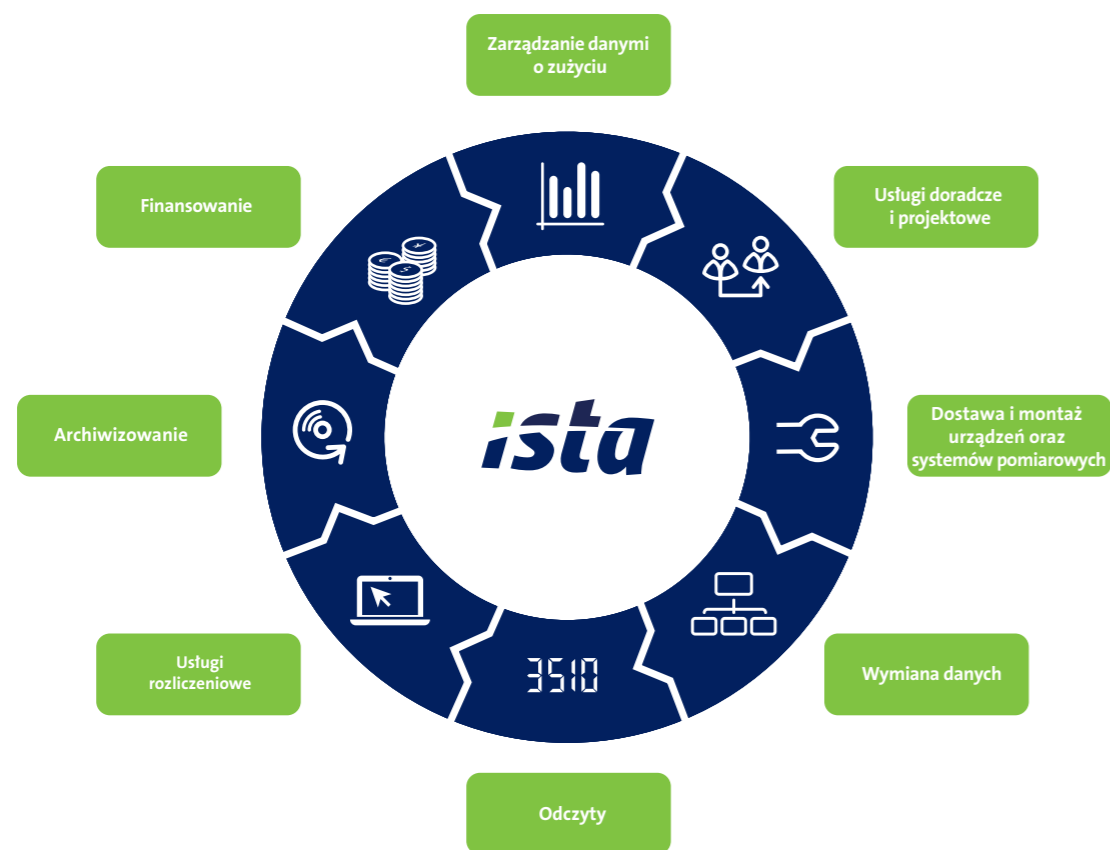 Zarządzanie danymi
o zużyciu
Finansowanie
Usługi doradcze
i projektowe
€
$
¥
Archiwizowanie
ista
Dostawa i montaż
urządzeń oraz
systemów pomiarowych
Usługi
rozliczeniowe
3510
Wymiana danych
Odczyty